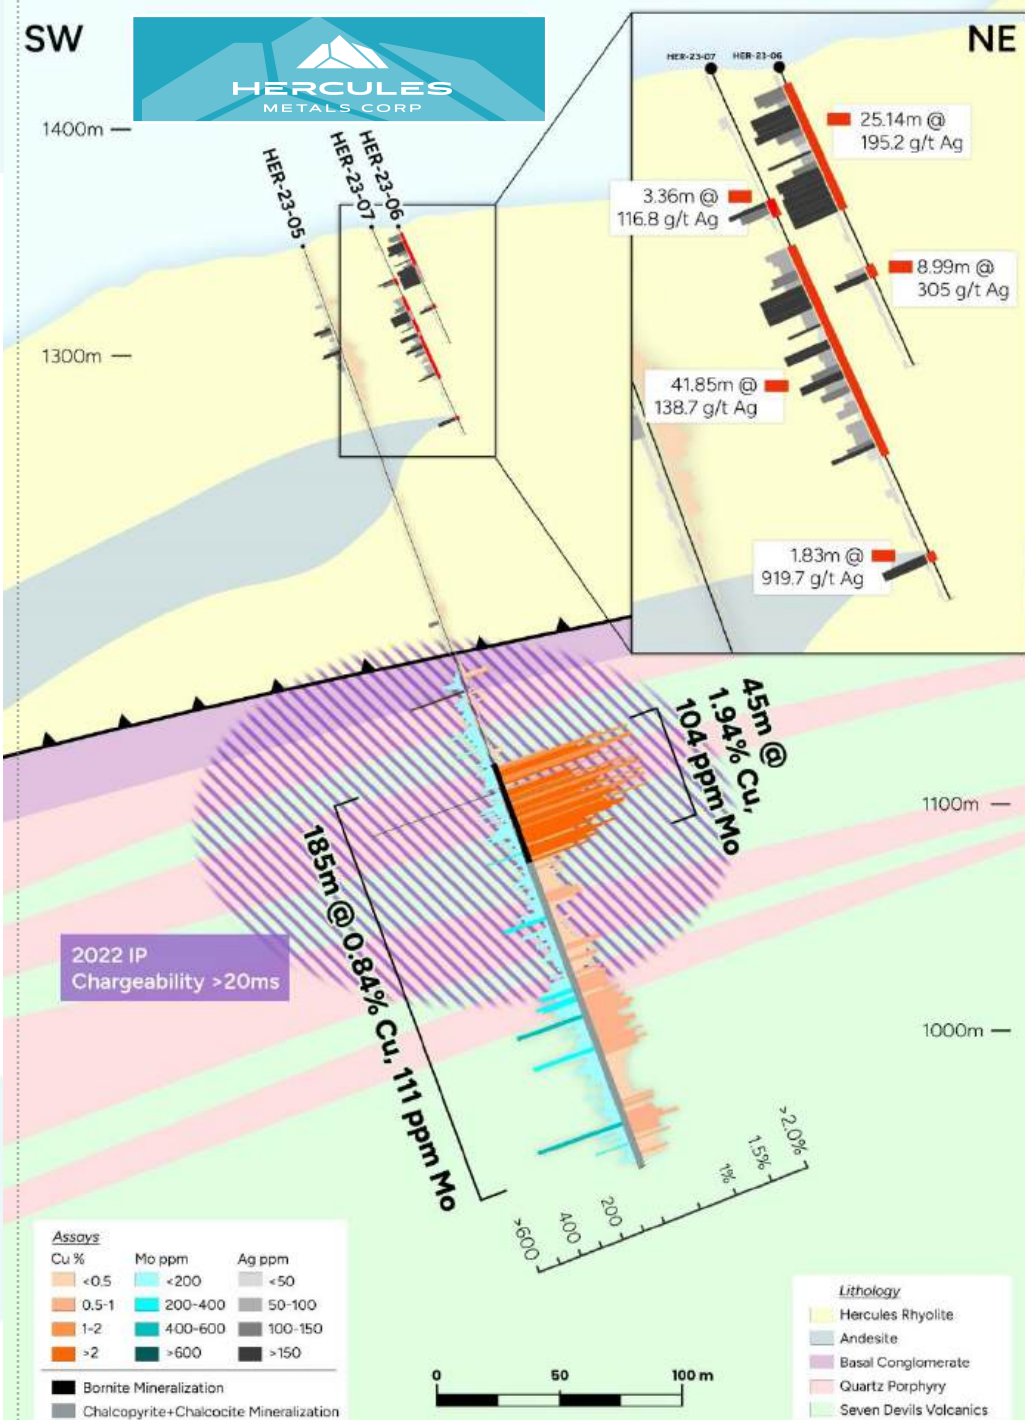 SW
HERCULES
METALS CORP
NE
HER-23-07
HER-23-06
1400m
25.14m @
195.2 g/t Ag
HER-23-05
HER-23-07
HER-23-06
3.36m @
116.8 g/t Ag
8.99m @
305 g/t Ag
1300m
41.85m @
138.7 g/t Ag
1.83m @
919.7 g/t Ag
45m @
1.94% Cu,
104 ppm Mo
1100m
185m @ 0.84% Cu, 111 ppm Mo
2022 IP
Chargeability >20ms
1000m
>2.0%
1.5%
1%
200
400
>600
Assays
Cu % Mo ppm Ag ppm
<0.5 <200 <50
0.5-1 200-400 50-100
1-2 400-600 100-150
>2 >600 >150
Bornite Mineralization
Chalcopyrite+Chalcocite Mineralization
0 50 100 m
Lithology
Hercules Rhyolite
Andesite
Basal Conglomerate
Quartz Porphyry
Seven Devils Volcanics